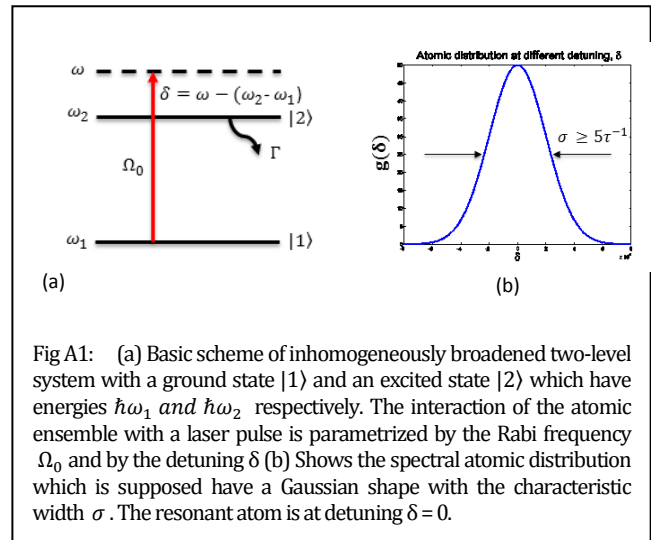 ω
δ = ω − (ω₂- ω₁)
ω₂
|2⟩
Γ
Ω₀
ω₁
|1⟩
(a)
Atomic distribution at different detuning, δ
g(δ)
σ ≥ 5τ⁻¹
δ
(b)
Fig A1: (a) Basic scheme of inhomogeneously broadened two-level
system with a ground state |1⟩ and an excited state |2⟩ which have
energies ℏω₁ and ℏω₂ respectively. The interaction of the atomic
ensemble with a laser pulse is parametrized by the Rabi frequency
Ω₀ and by the detuning δ (b) Shows the spectral atomic distribution
which is supposed have a Gaussian shape with the characteristic
width σ . The resonant atom is at detuning δ = 0.